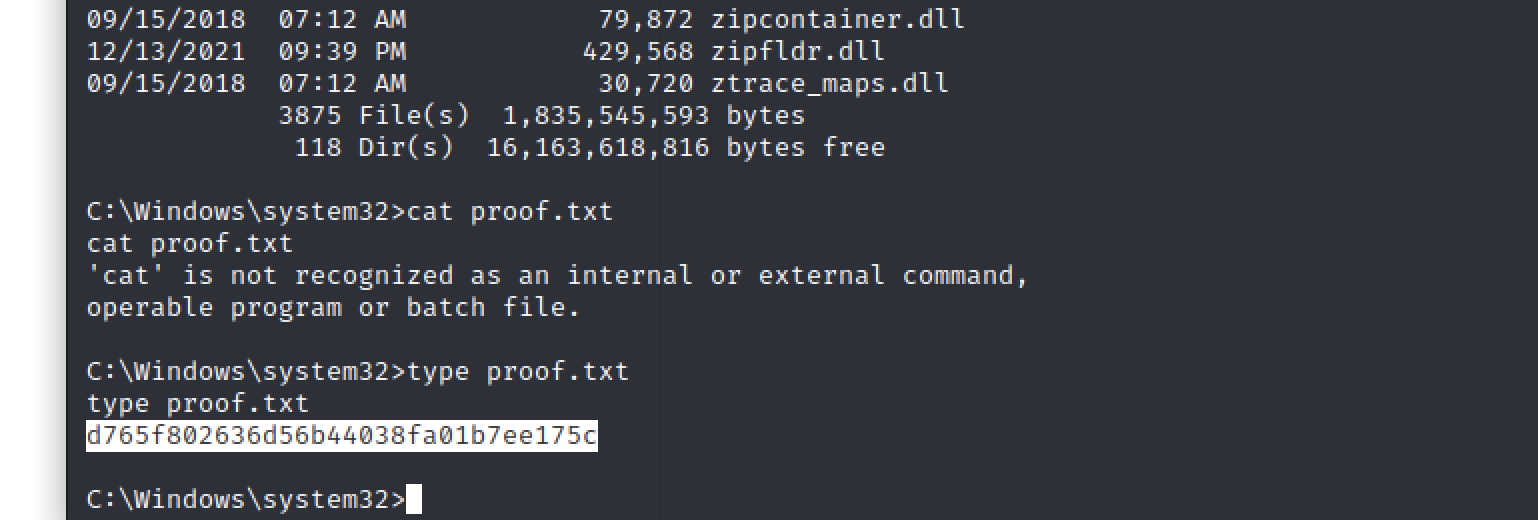 09/15/2018  07:12 AM            79,872 zipcontainer.dll
12/13/2021  09:39 PM           429,568 zipfldr.dll
09/15/2018  07:12 AM            30,720 ztrace_maps.dll
            3875 File(s)  1,835,545,593 bytes
             118 Dir(s)  16,163,618,816 bytes free
C:\Windows\system32>cat proof.txt
cat proof.txt
'cat' is not recognized as an internal or external command,
operable program or batch file.
C:\Windows\system32>type proof.txt
type proof.txt
d765f802636d56b44038fa01b7ee175c
C:\Windows\system32>